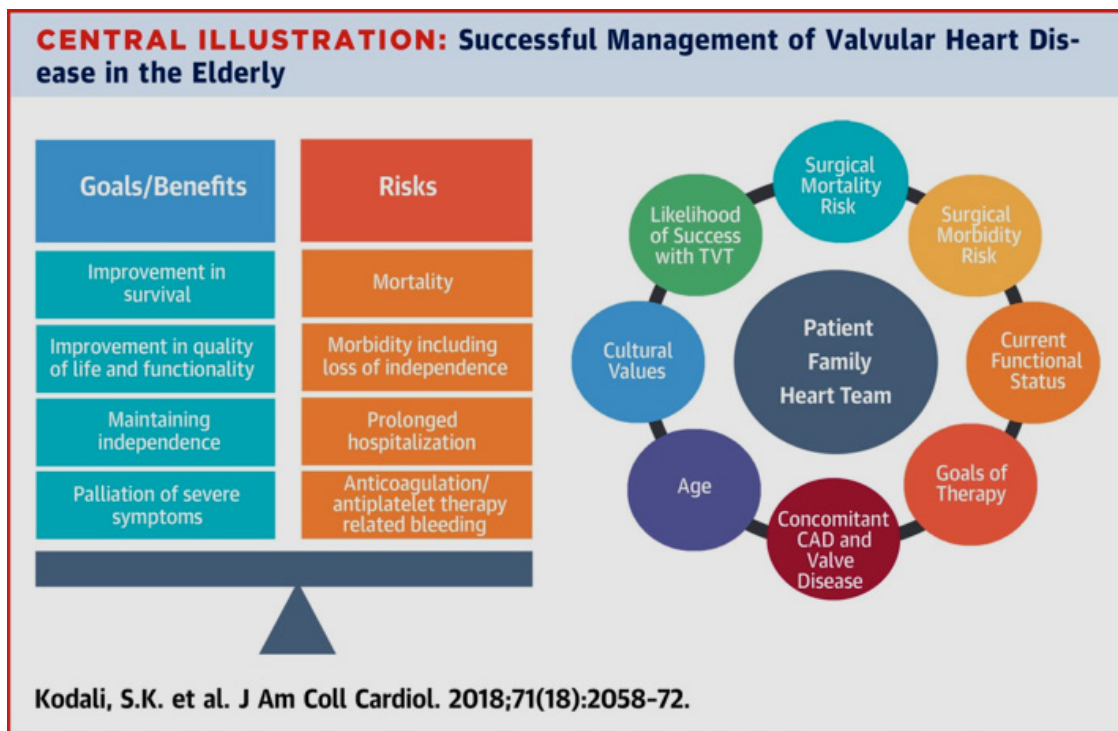 CENTRAL ILLUSTRATION: Successful Management of Valvular Heart Dis-
ease in the Elderly
Goals/Benefits
Improvement in
survival
Improvement in quality
of life and functionality
Maintaining
independence
Palliation of severe
symptoms
Risks
Mortality
Morbidity including
loss of independence
Prolonged
hospitalization
Anticoagulation/
antiplatelet therapy
related bleeding
Surgical
Mortality
Risk
Surgical
Morbidity
Risk
Current
Functional
Status
Goals of
Therapy
Concomitant
CAD and
Valve
Disease
Age
Cultural
Values
Likelihood
of Success
with TVT
Patient
Family
Heart Team
Kodali, S.K. et al. J Am Coll Cardiol. 2018;71(18):2058–72.